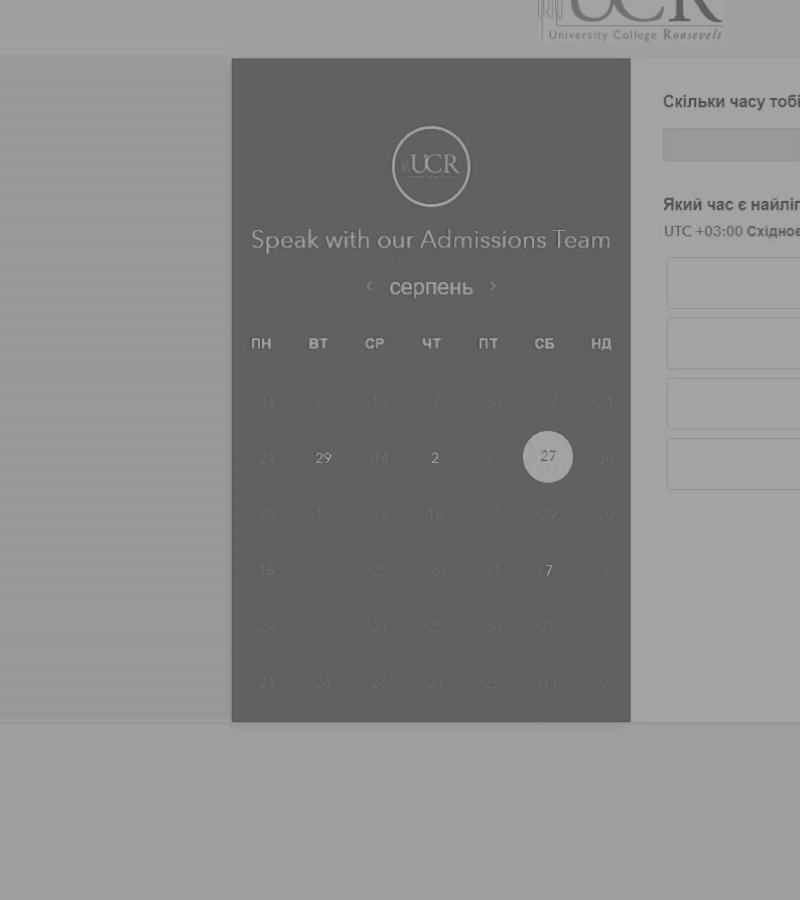 UCR
University College Roosevelt
UCR
Speak with our Admissions Team
< серпень >
ПН ВТ СР ЧТ ПТ СБ НД
31 20 15 7 30 27 24
21 29 14 2 21 27 30
28 19 28 16 21 29 20
16 5 25 6 31 7 3
29 5 21 25 30 25 25
21 24 26 21 25 13 2
Скільки часу тобі
Який час є найліп
UTC +03:00 Східноє